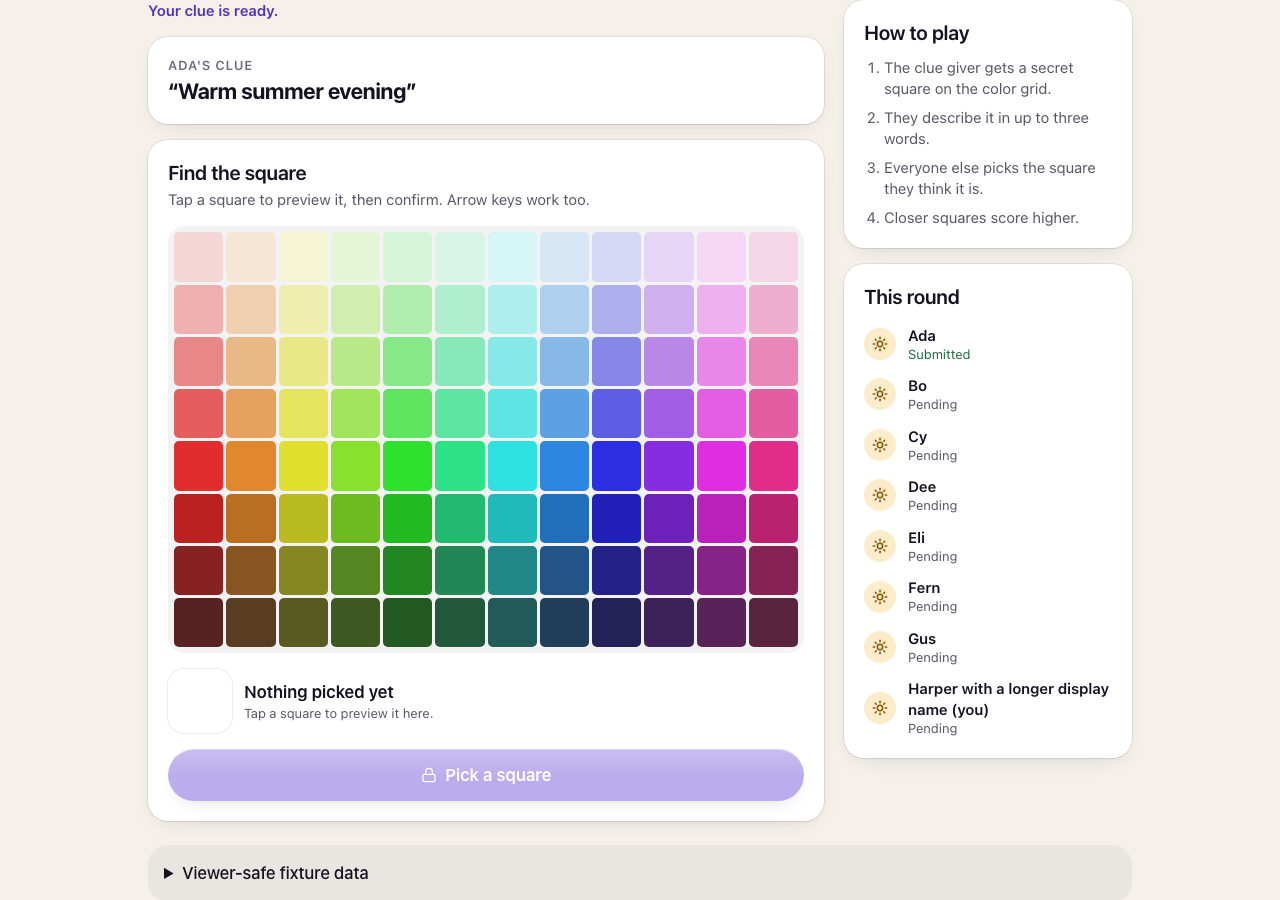 Your clue is ready.
ADA'S CLUE
“Warm summer evening”
Find the square
Tap a square to preview it, then confirm. Arrow keys work too.
Nothing picked yet
Tap a square to preview it here.
Pick a square
How to play
1. The clue giver gets a secret
square on the color grid.
2. They describe it in up to three
words.
3. Everyone else picks the square
they think it is.
4. Closer squares score higher.
This round
Ada
Submitted
Bo
Pending
Cy
Pending
Dee
Pending
Eli
Pending
Fern
Pending
Gus
Pending
Harper with a longer display
name (you)
Pending
Viewer-safe fixture data